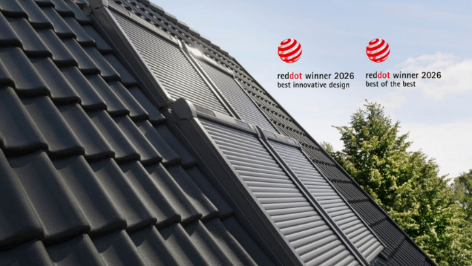 reddot winner 2026
best innovative design
reddot winner 2026
best of the best